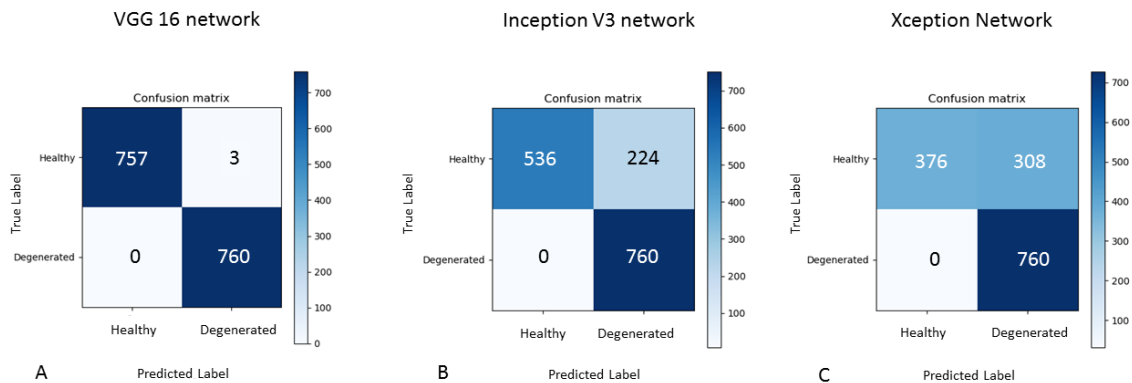 VGG 16 network
Confusion matrix
True Label
Healthy
Degenerated
757
3
0
760
Healthy
Degenerated
Predicted Label
700
600
500
400
300
200
100
0
A
Inception V3 network
Confusion matrix
True Label
Healthy
Degenerated
536
224
0
760
Healthy
Degenerated
Predicted Label
700
600
500
400
300
200
100
B
Xception Network
Confusion matrix
True Label
Healthy
Degenerated
376
308
0
760
Healthy
Degenerated
Predicted Label
700
600
500
400
300
200
100
C